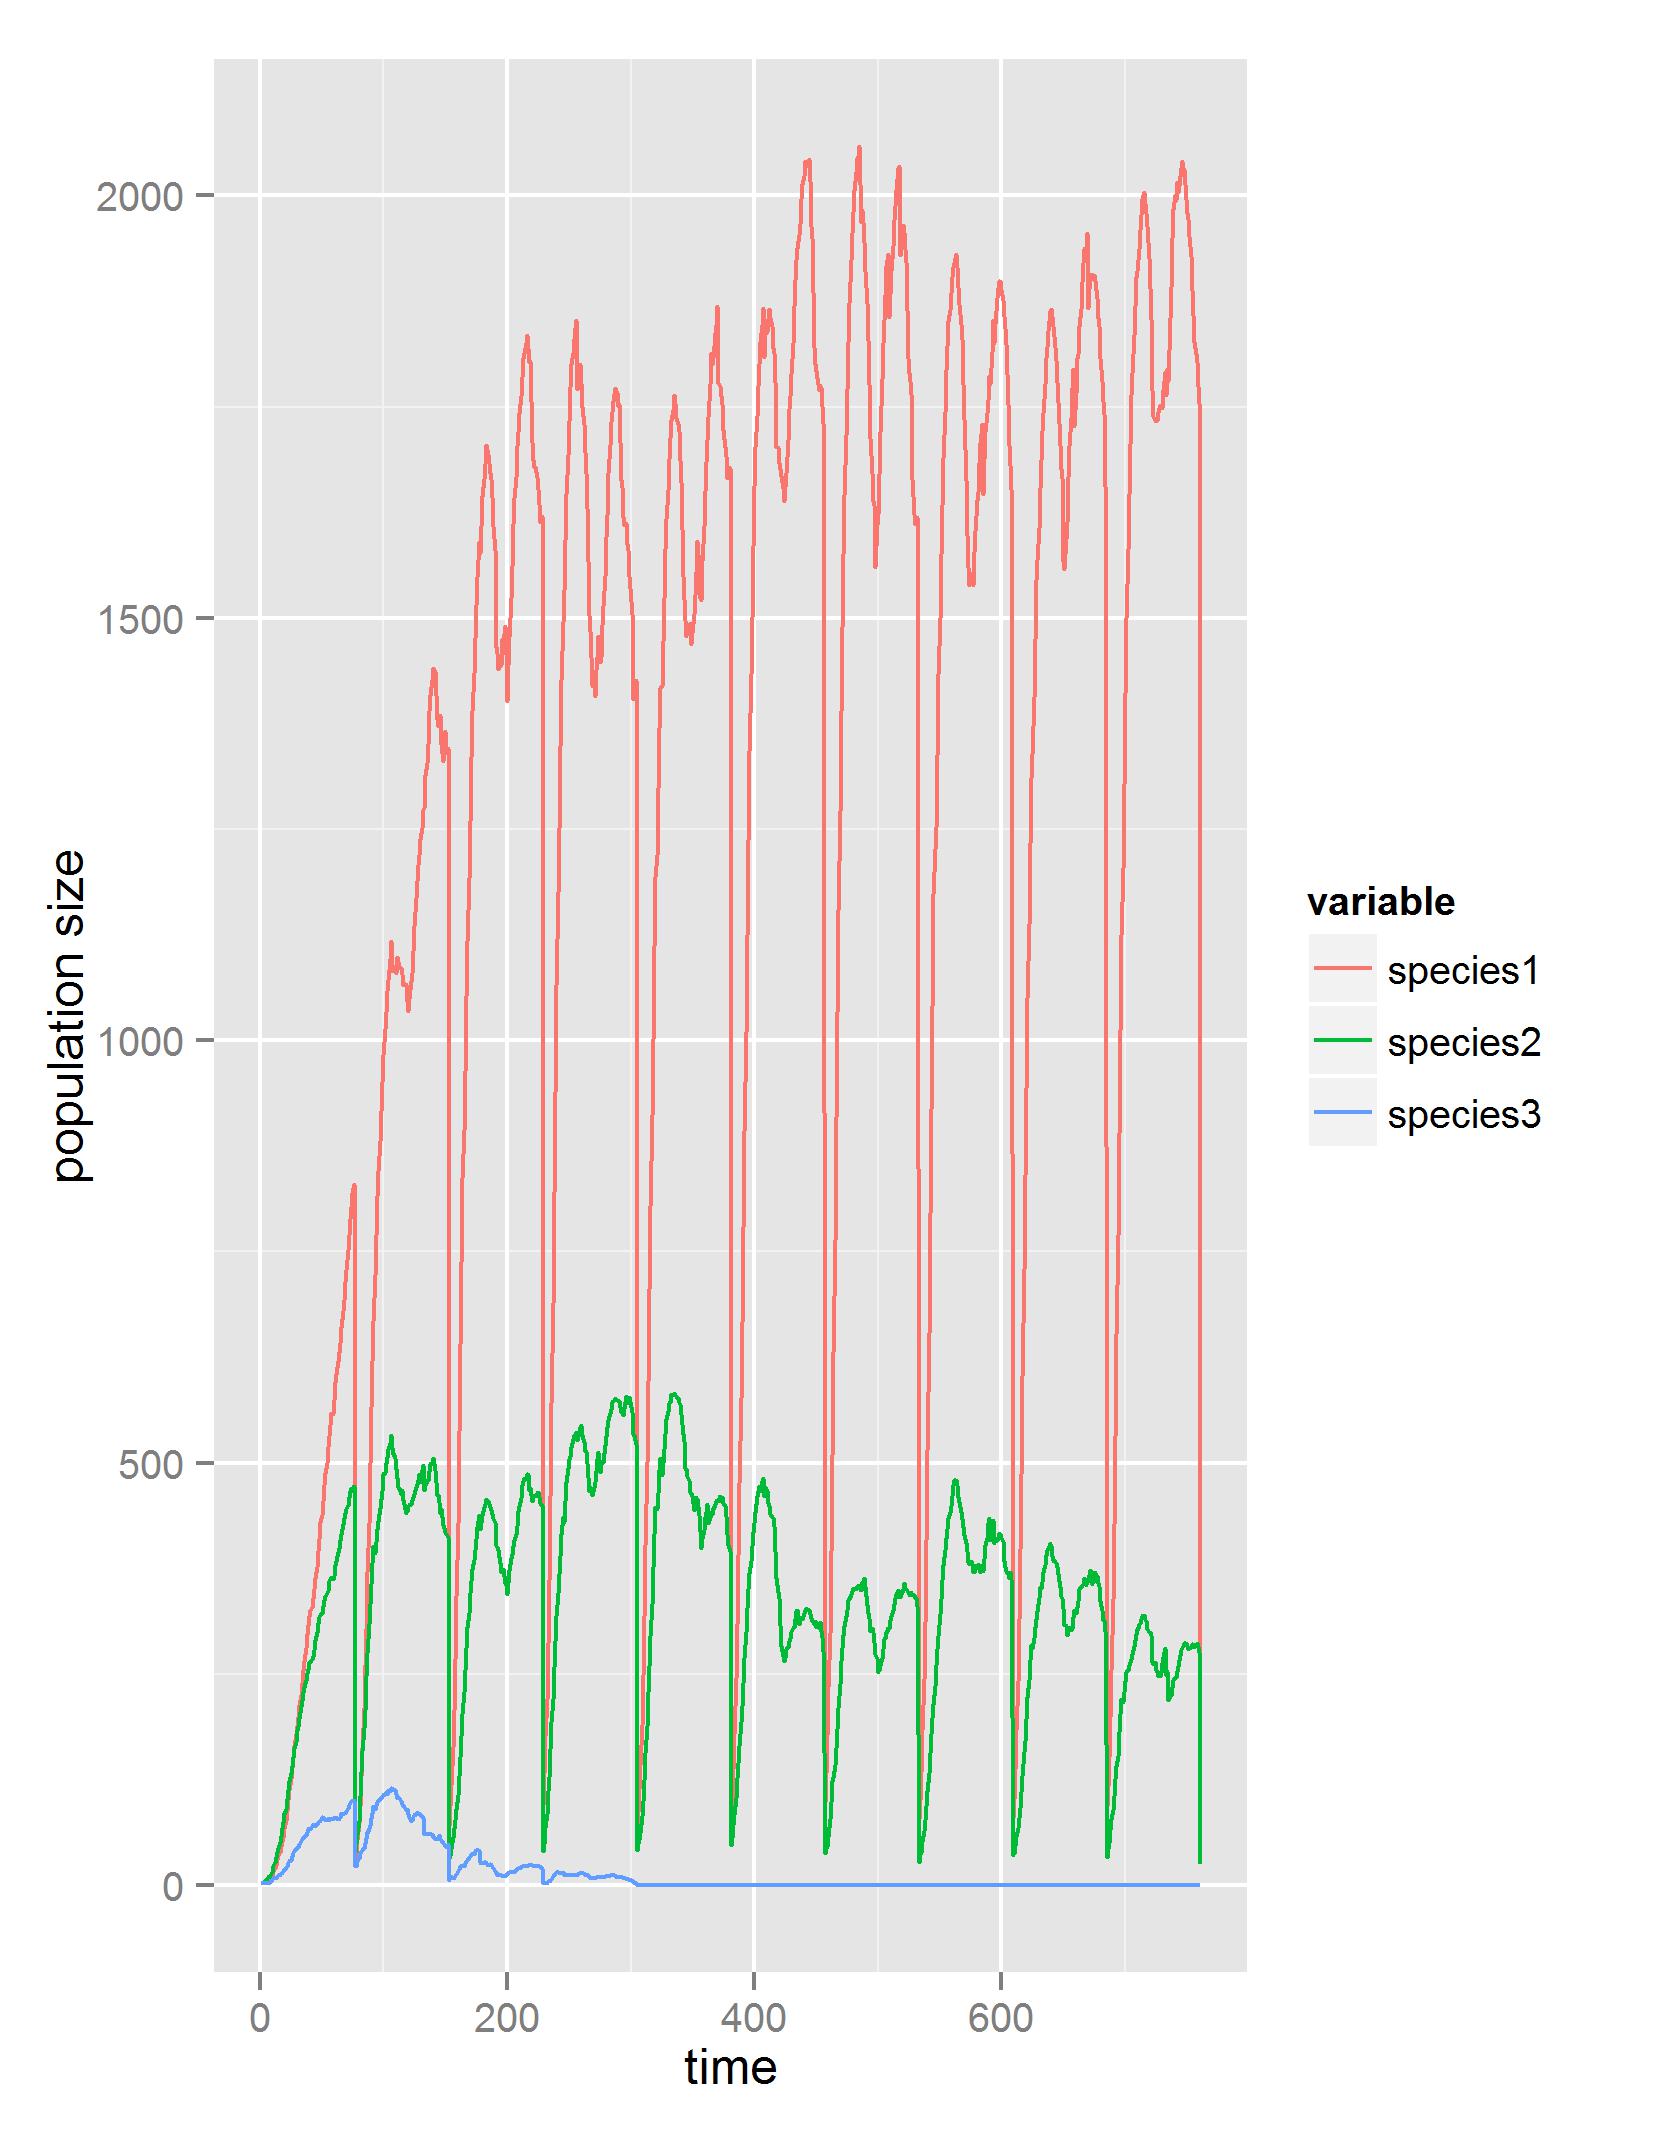 population size
2000
1500
1000
500
0
0 200 400 600
time
variable
species1
species2
species3